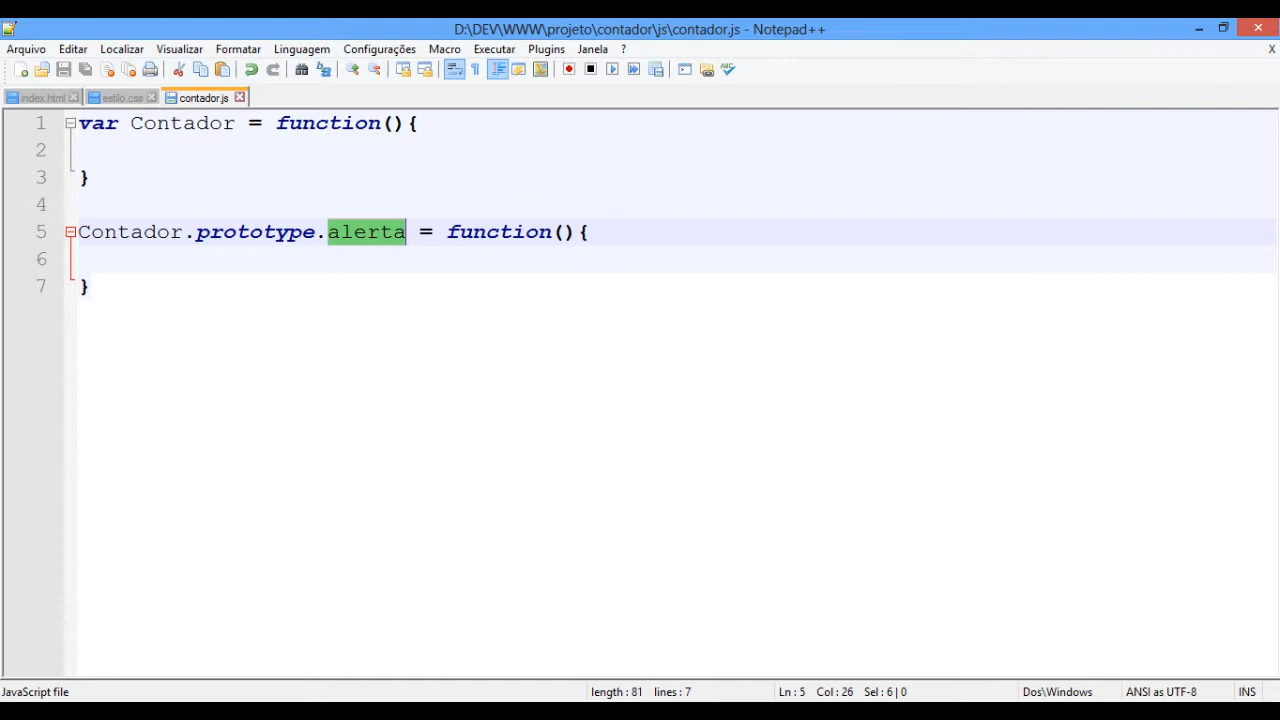 D:\DEV\WWW\projeto\contador\js\contador.js - Notepad++
Arquivo Editar Localizar Visualizar Formatar Linguagem Configurações Macro Executar Plugins Janela ? X
index.html estilo.css contador.js
1 var Contador = function(){
2
3 }
4
5 Contador.prototype.alerta = function(){
6
7 }
JavaScript file length : 81 lines : 7 Ln : 5 Col : 26 Sel : 6 | 0 Dos\Windows ANSI as UTF-8 INS